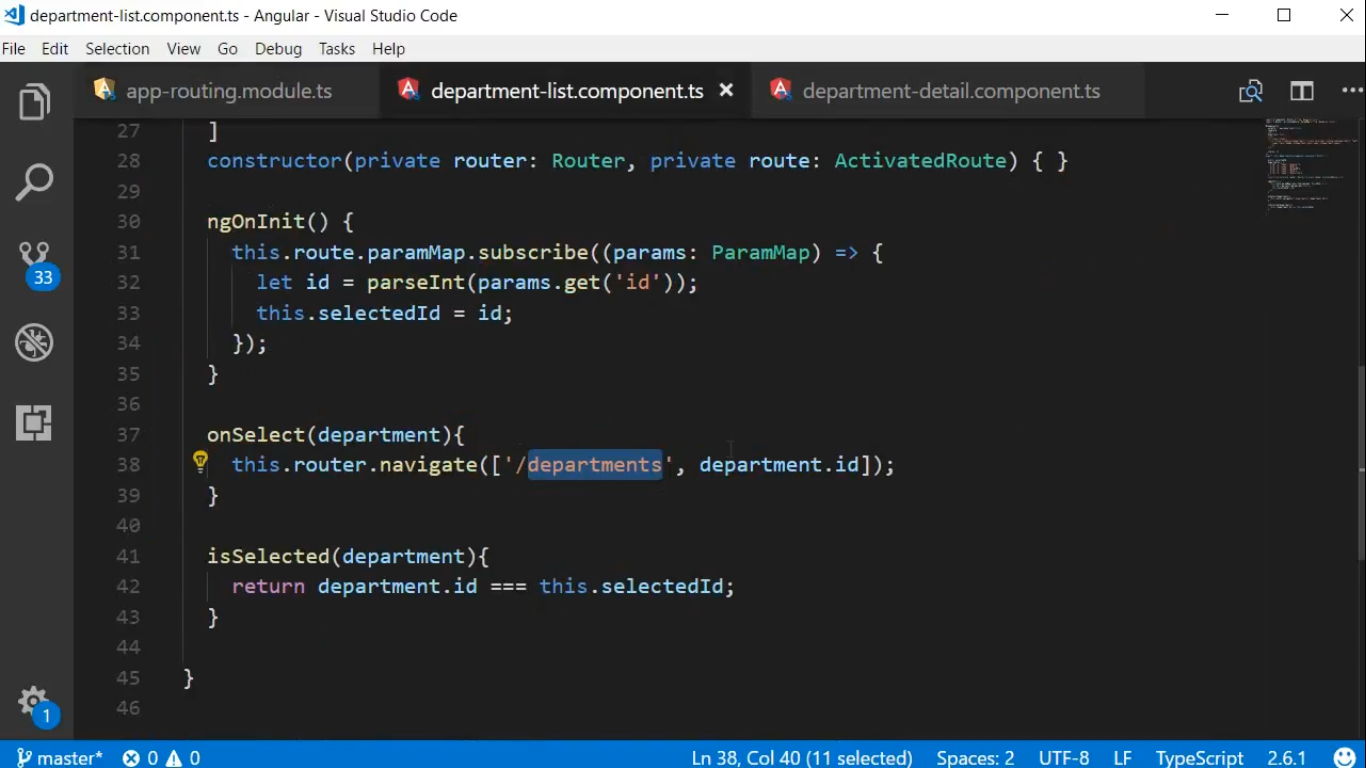 department-list.component.ts - Angular - Visual Studio Code
File Edit Selection View Go Debug Tasks Help
app-routing.module.ts department-list.component.ts department-detail.component.ts
27 ]
28 constructor(private router: Router, private route: ActivatedRoute) { }
29
30 ngOnInit() {
31 this.route.paramMap.subscribe((params: ParamMap) => {
32 let id = parseInt(params.get('id'));
33 this.selectedId = id;
34 });
35 }
36
37 onSelect(department){
38 this.router.navigate(['/departments', department.id]);
39 }
40
41 isSelected(department){
42 return department.id === this.selectedId;
43 }
44
45 }
46
33
1
master* 0 0 Ln 38, Col 40 (11 selected) Spaces: 2 UTF-8 LF TypeScript 2.6.1